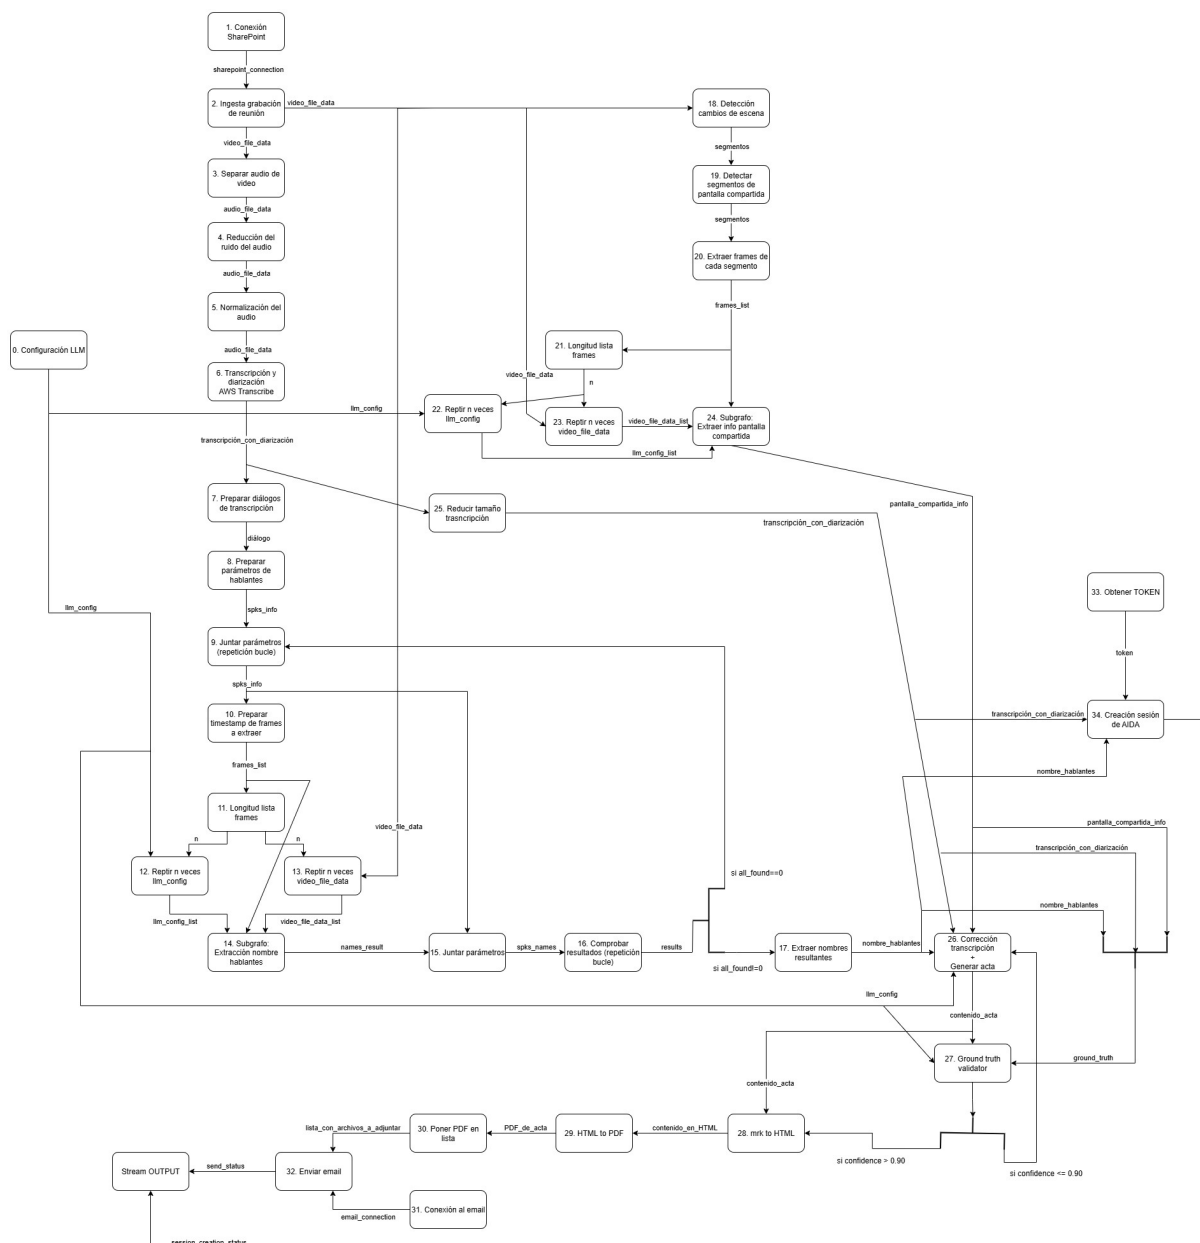 1. Conexión
SharePoint
sharepoint_connection
2. Ingesta grabación
de reunión
video_file_data
18. Detección
cambios de escena
video_file_data
segmentos
3. Separar audio de
video
19. Detectar
segmentos de
pantalla compartida
audio_file_data
segmentos
4. Reducción del
ruido del audio
20. Extraer frames de
cada segmento
audio_file_data
frames_list
5. Normalización del
audio
0. Configuración LLM
21. Longitud lista
frames
audio_file_data
6. Transcripción y
diarización
AWS Transcribe
video_file_data
n
llm_config
22. Reptir n veces
llm_config
23. Reptir n veces
video_file_data
video_file_data_list
24. Subgrafo:
Extraer info pantalla
compartida
transcripción_con_diarización
llm_config_list
7. Preparar diálogos
de transcripción
25. Reducir tamaño
trasncripción
pantalla_compartida_info
transcripción_con_diarización
diálogo
8. Preparar
parámetros de
hablantes
33. Obtener TOKEN
llm_config
spks_info
9. Juntar parámetros
(repetición bucle)
token
spks_info
10. Preparar
timestamp de frames
a extraer
transcripción_con_diarización
34. Creación sesión
de AIDA
frames_list
nombre_hablantes
11. Longitud lista
frames
video_file_data
pantalla_compartida_info
n
n
transcripción_con_diarización
12. Reptir n veces
llm_config
13. Reptir n veces
video_file_data
si all_found==0
nombre_hablantes
llm_config_list
video_file_data_list
14. Subgrafo:
Extracción nombre
hablantes
names_result
15. Juntar parámetros
spks_names
16. Comprobar
resultados (repetición
bucle)
results
si all_found!=0
17. Extraer nombres
resultantes
nombre_hablantes
26. Corrección
transcripción
+
Generar acta
llm_config
contenido_acta
27. Ground truth
validator
ground_truth
contenido_acta
lista_con_archivos_a_adjuntar
30. Poner PDF en
lista
PDF_de_acta
29. HTML to PDF
contenido_en_HTML
28. mrk to HTML
si confidence > 0.90
si confidence <= 0.90
Stream OUTPUT
send_status
32. Enviar email
email_connection
31. Conexión al email
session_creation_status